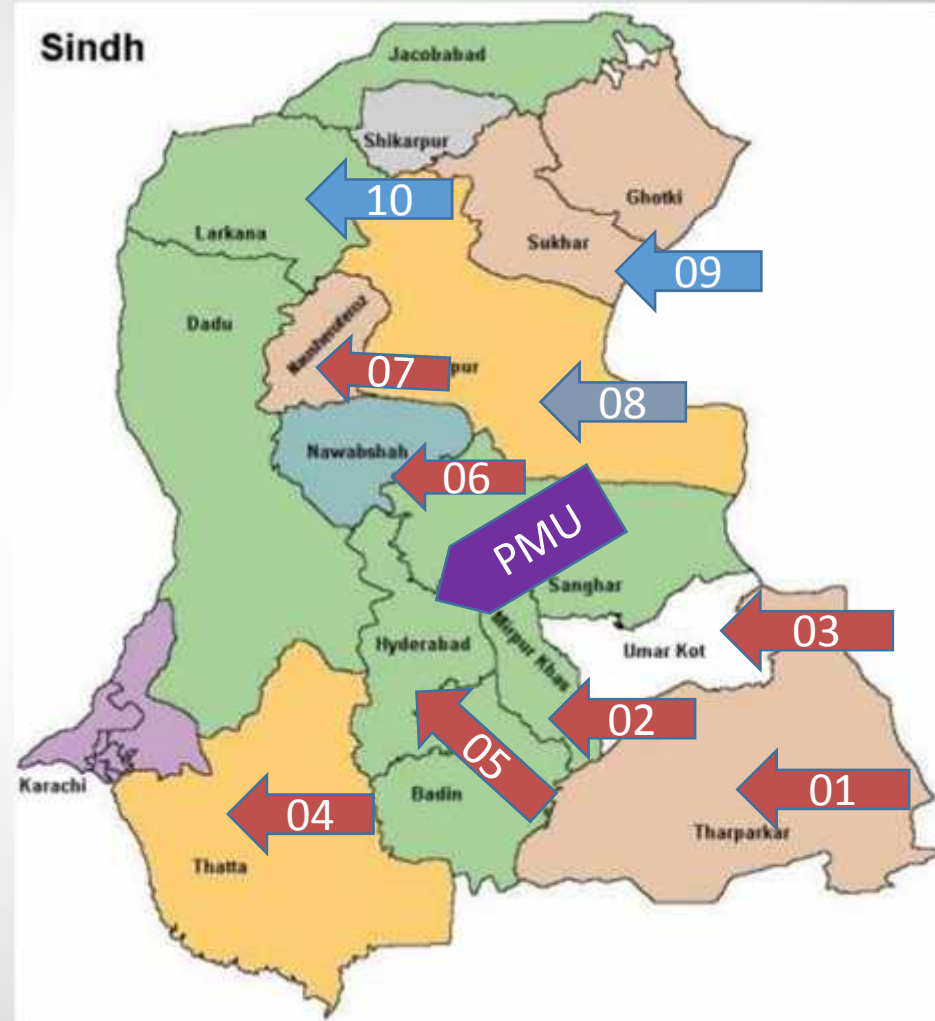 Sindh
Jacobabad
Shikarpur
Ghotki
10
Larkana
Sukhar
09
Dadu
Nausheroferoz
07
pur
08
Nawabshah
06
PMU
Sanghar
Mirpur Khas
03
Hyderabad
Umar Kot
02
05
Karachi
Badin
01
04
Tharparkar
Thatta